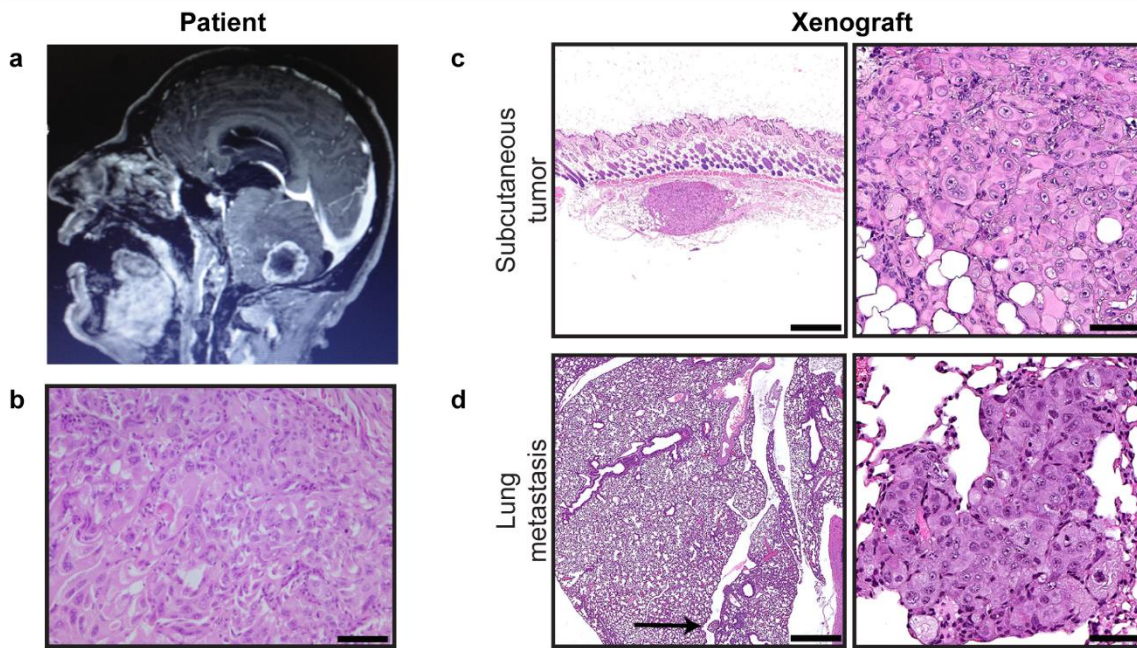 Patient
Xenograft
a
b
c
d
Subcutaneous
tumor
Lung
metastasis